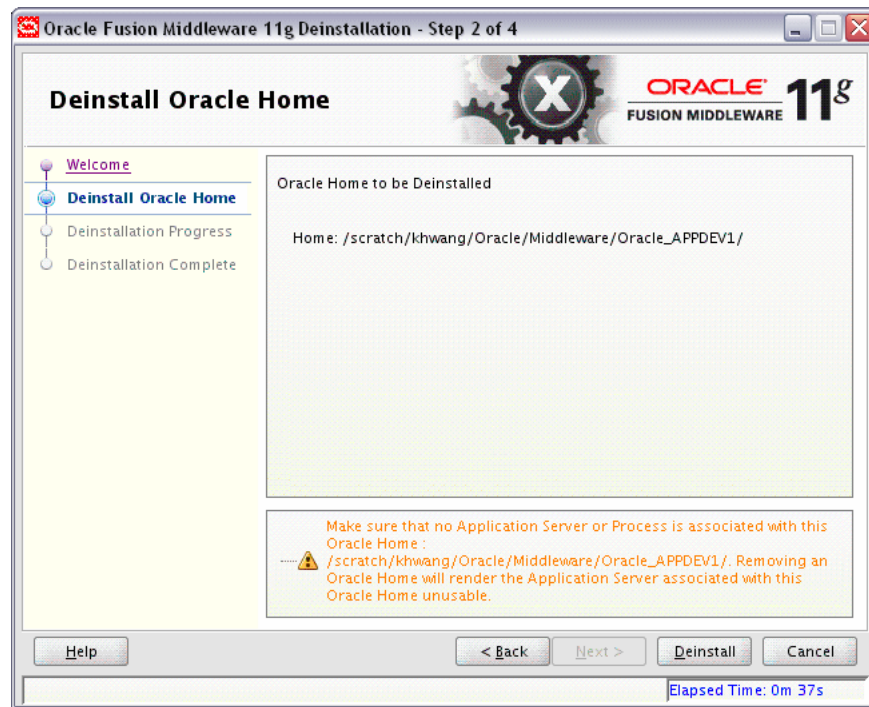 Oracle Fusion Middleware 11g Deinstallation - Step 2 of 4
Deinstall Oracle Home
ORACLE
FUSION MIDDLEWARE
11g
Welcome
Deinstall Oracle Home
Deinstallation Progress
Deinstallation Complete
Oracle Home to be Deinstalled
Home: /scratch/khwang/Oracle/Middleware/Oracle_APPDEV1/
Make sure that no Application Server or Process is associated with this
Oracle Home :
/scratch/khwang/Oracle/Middleware/Oracle_APPDEV1/. Removing an
Oracle Home will render the Application Server associated with this
Oracle Home unusable.
Help
< Back
Next >
Deinstall
Cancel
Elapsed Time: 0m 37s